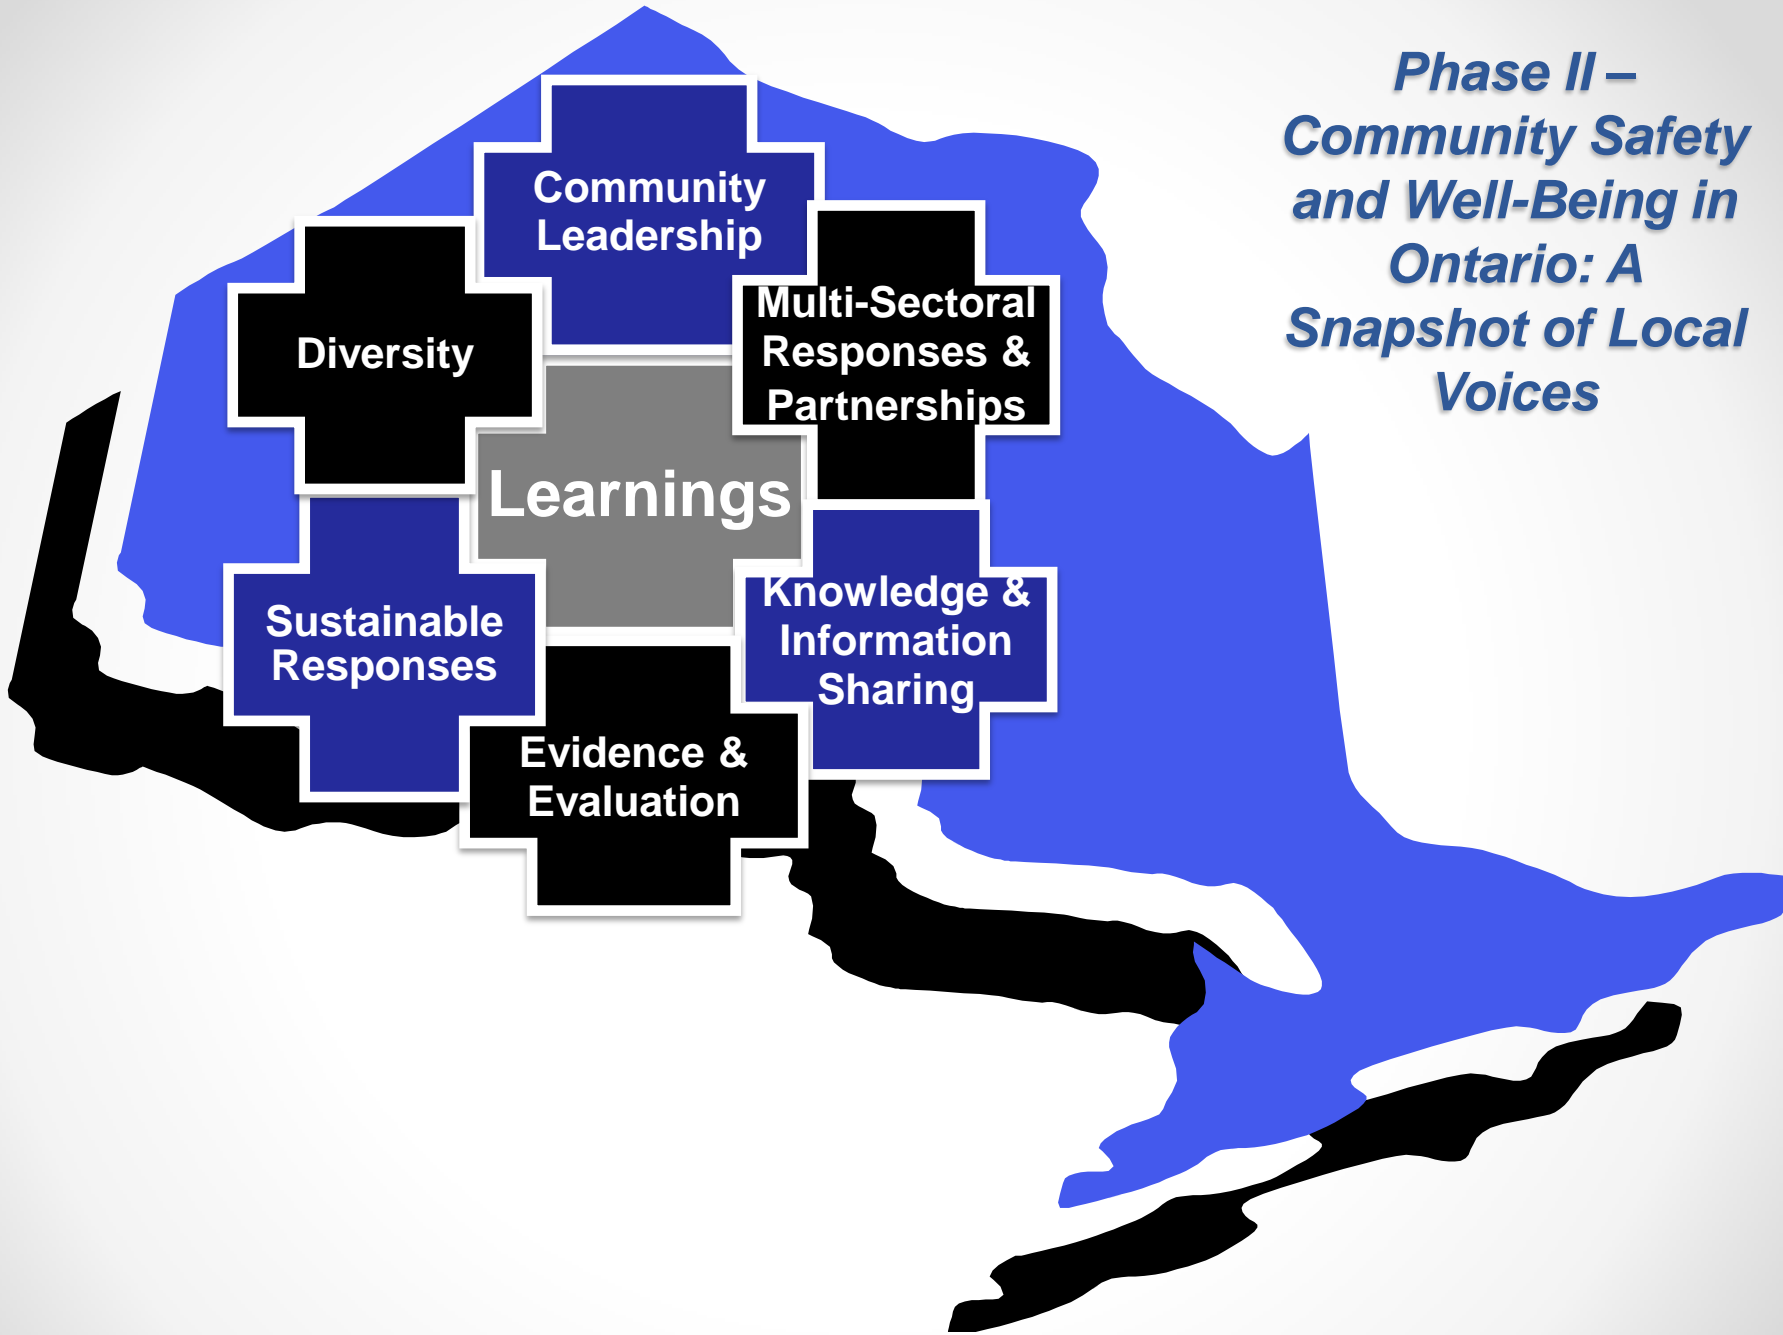 Phase II –
Community Safety
and Well-Being in
Ontario: A
Snapshot of Local
Voices
Community
Leadership
Multi-Sectoral
Responses &
Partnerships
Diversity
Learnings
Knowledge &
Information
Sharing
Sustainable
Responses
Evidence &
Evaluation